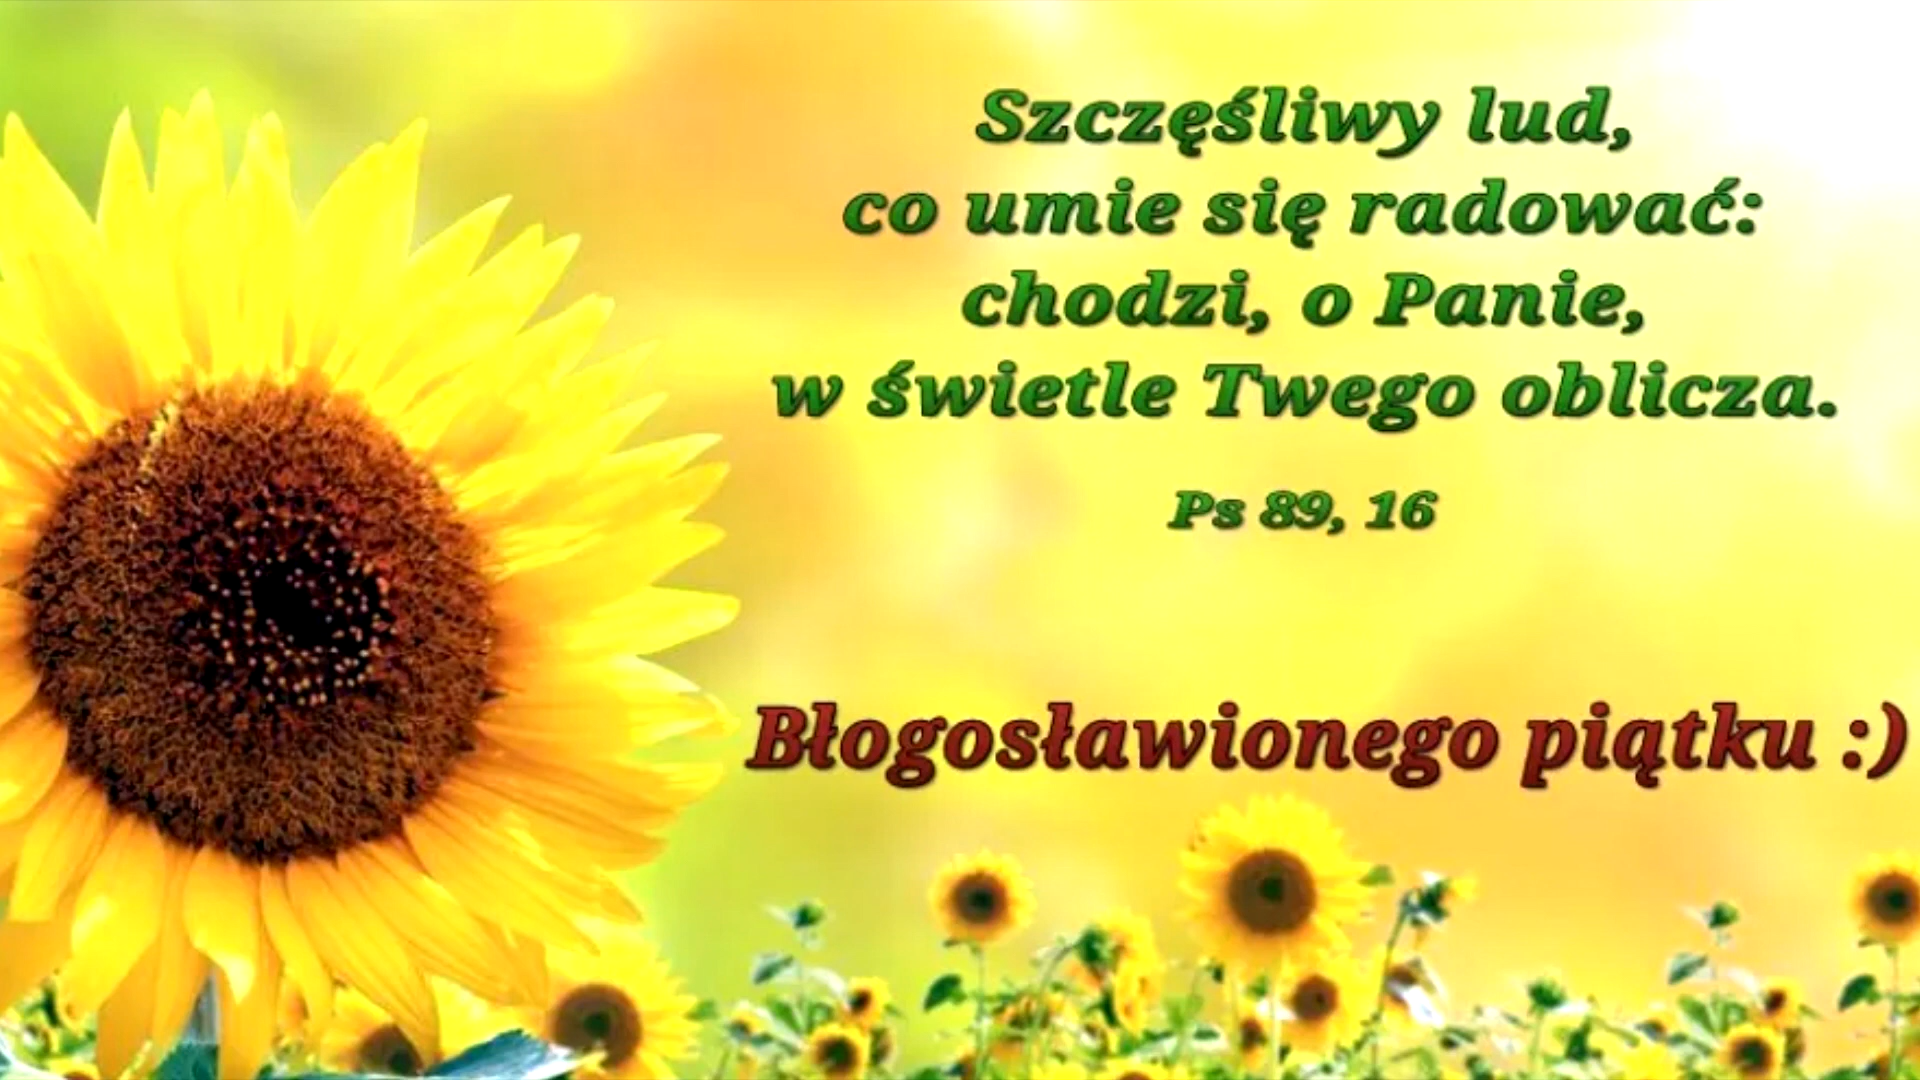 Szczęśliwy lud,
co umie się radować:
chodzi, o Panie,
w świetle Twego oblicza.
Ps 89, 16
Błogosławionego piątku :)